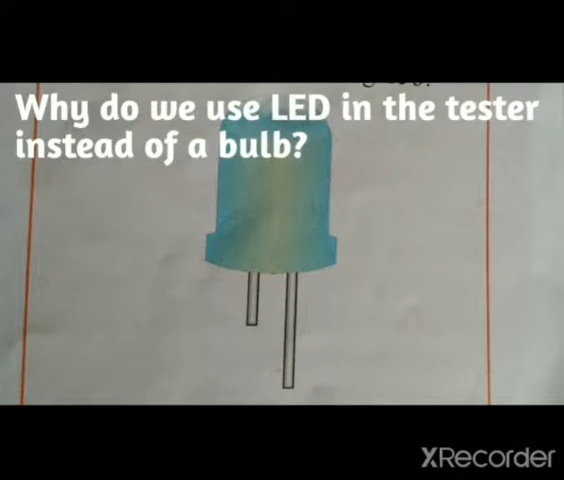 Why do we use LED in the tester
instead of a bulb?
XRecorder